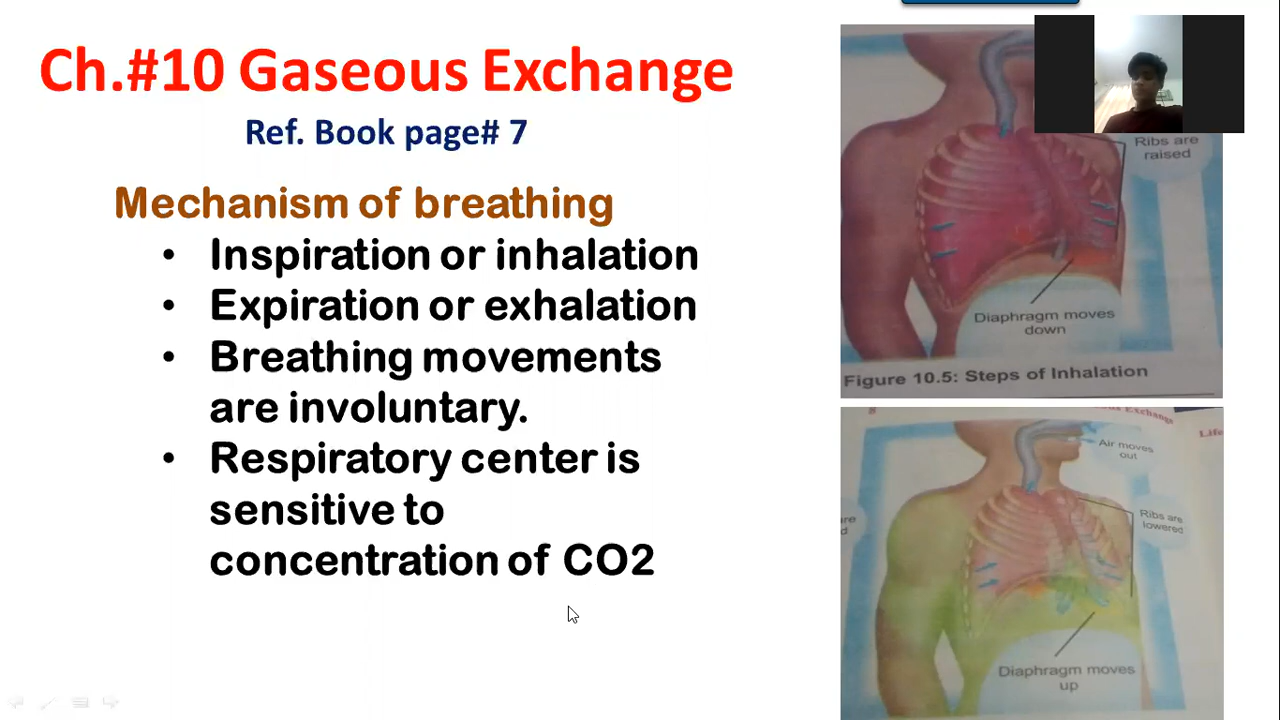 Ch.#10 Gaseous Exchange
Ref. Book page# 7
Mechanism of breathing
• Inspiration or inhalation
• Expiration or exhalation
• Breathing movements
are involuntary.
• Respiratory center is
sensitive to
concentration of CO2
Ribs are
raised
Diaphragm moves
down
Figure 10.5: Steps of Inhalation
8
Exchange
Air moves
out
Ribs are
lowered
Diaphragm moves
up